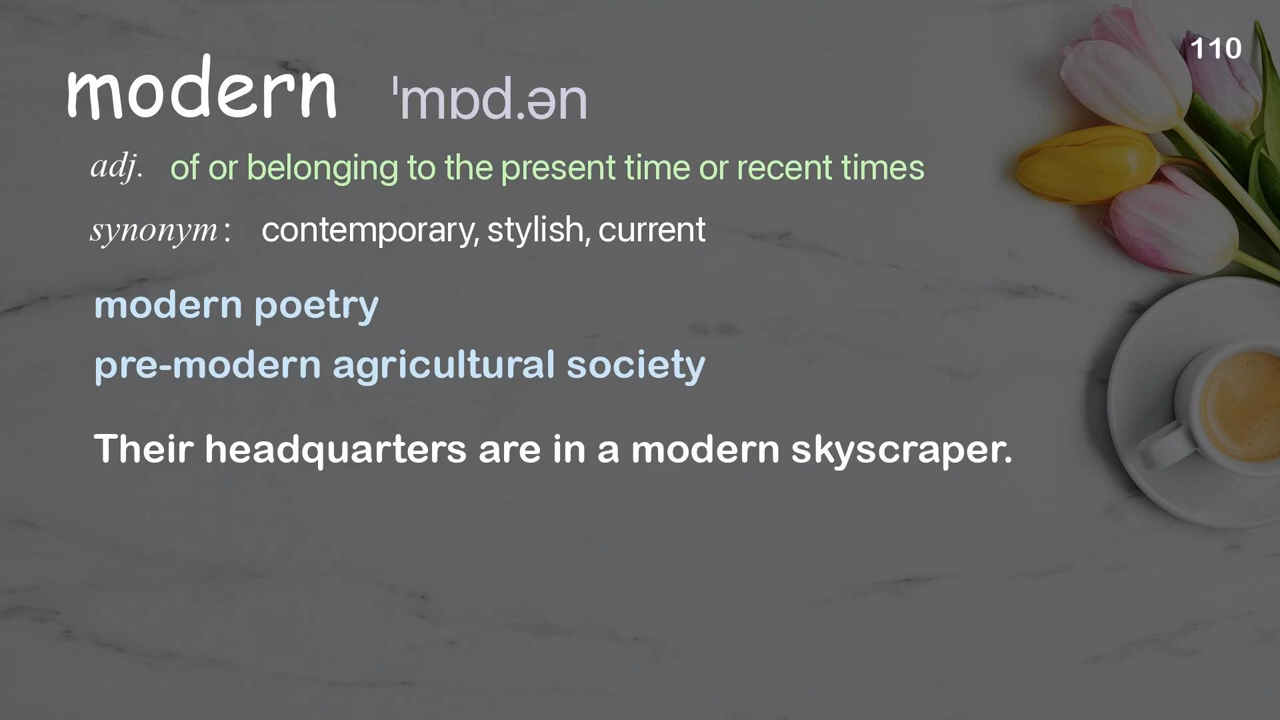 110
modern ˈmɒd.ən
adj. of or belonging to the present time or recent times
synonym: contemporary, stylish, current
modern poetry
pre-modern agricultural society
Their headquarters are in a modern skyscraper.